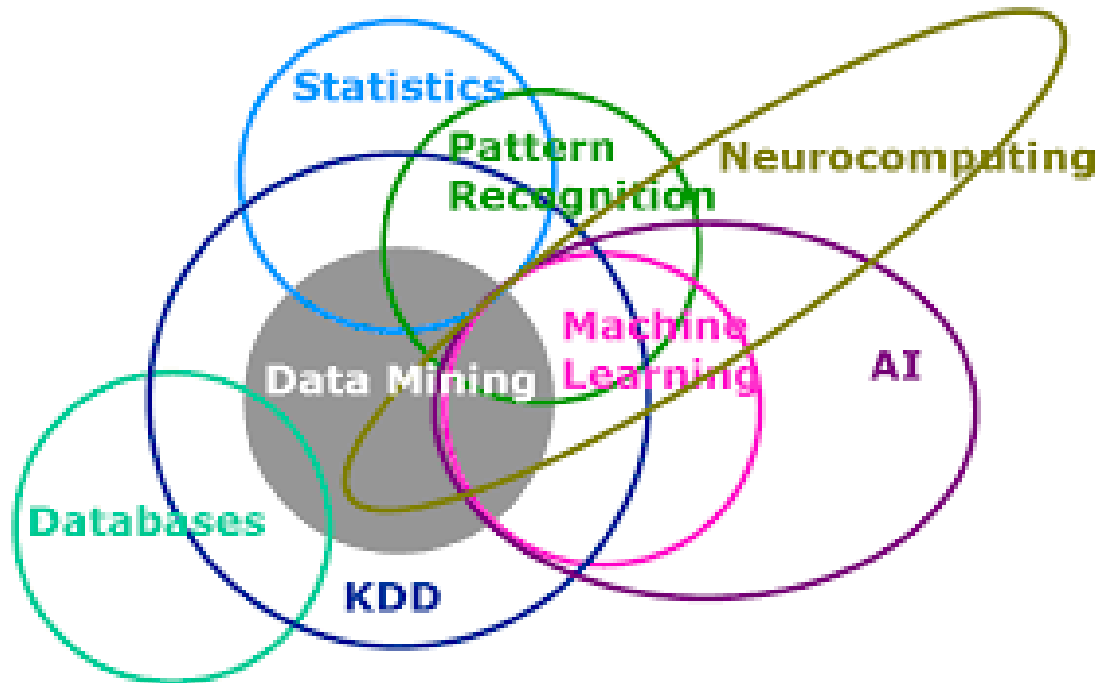 Statistics
Pattern
Recognition
Neurocomputing
Machine
Learning
AI
Data Mining
Databases
KDD